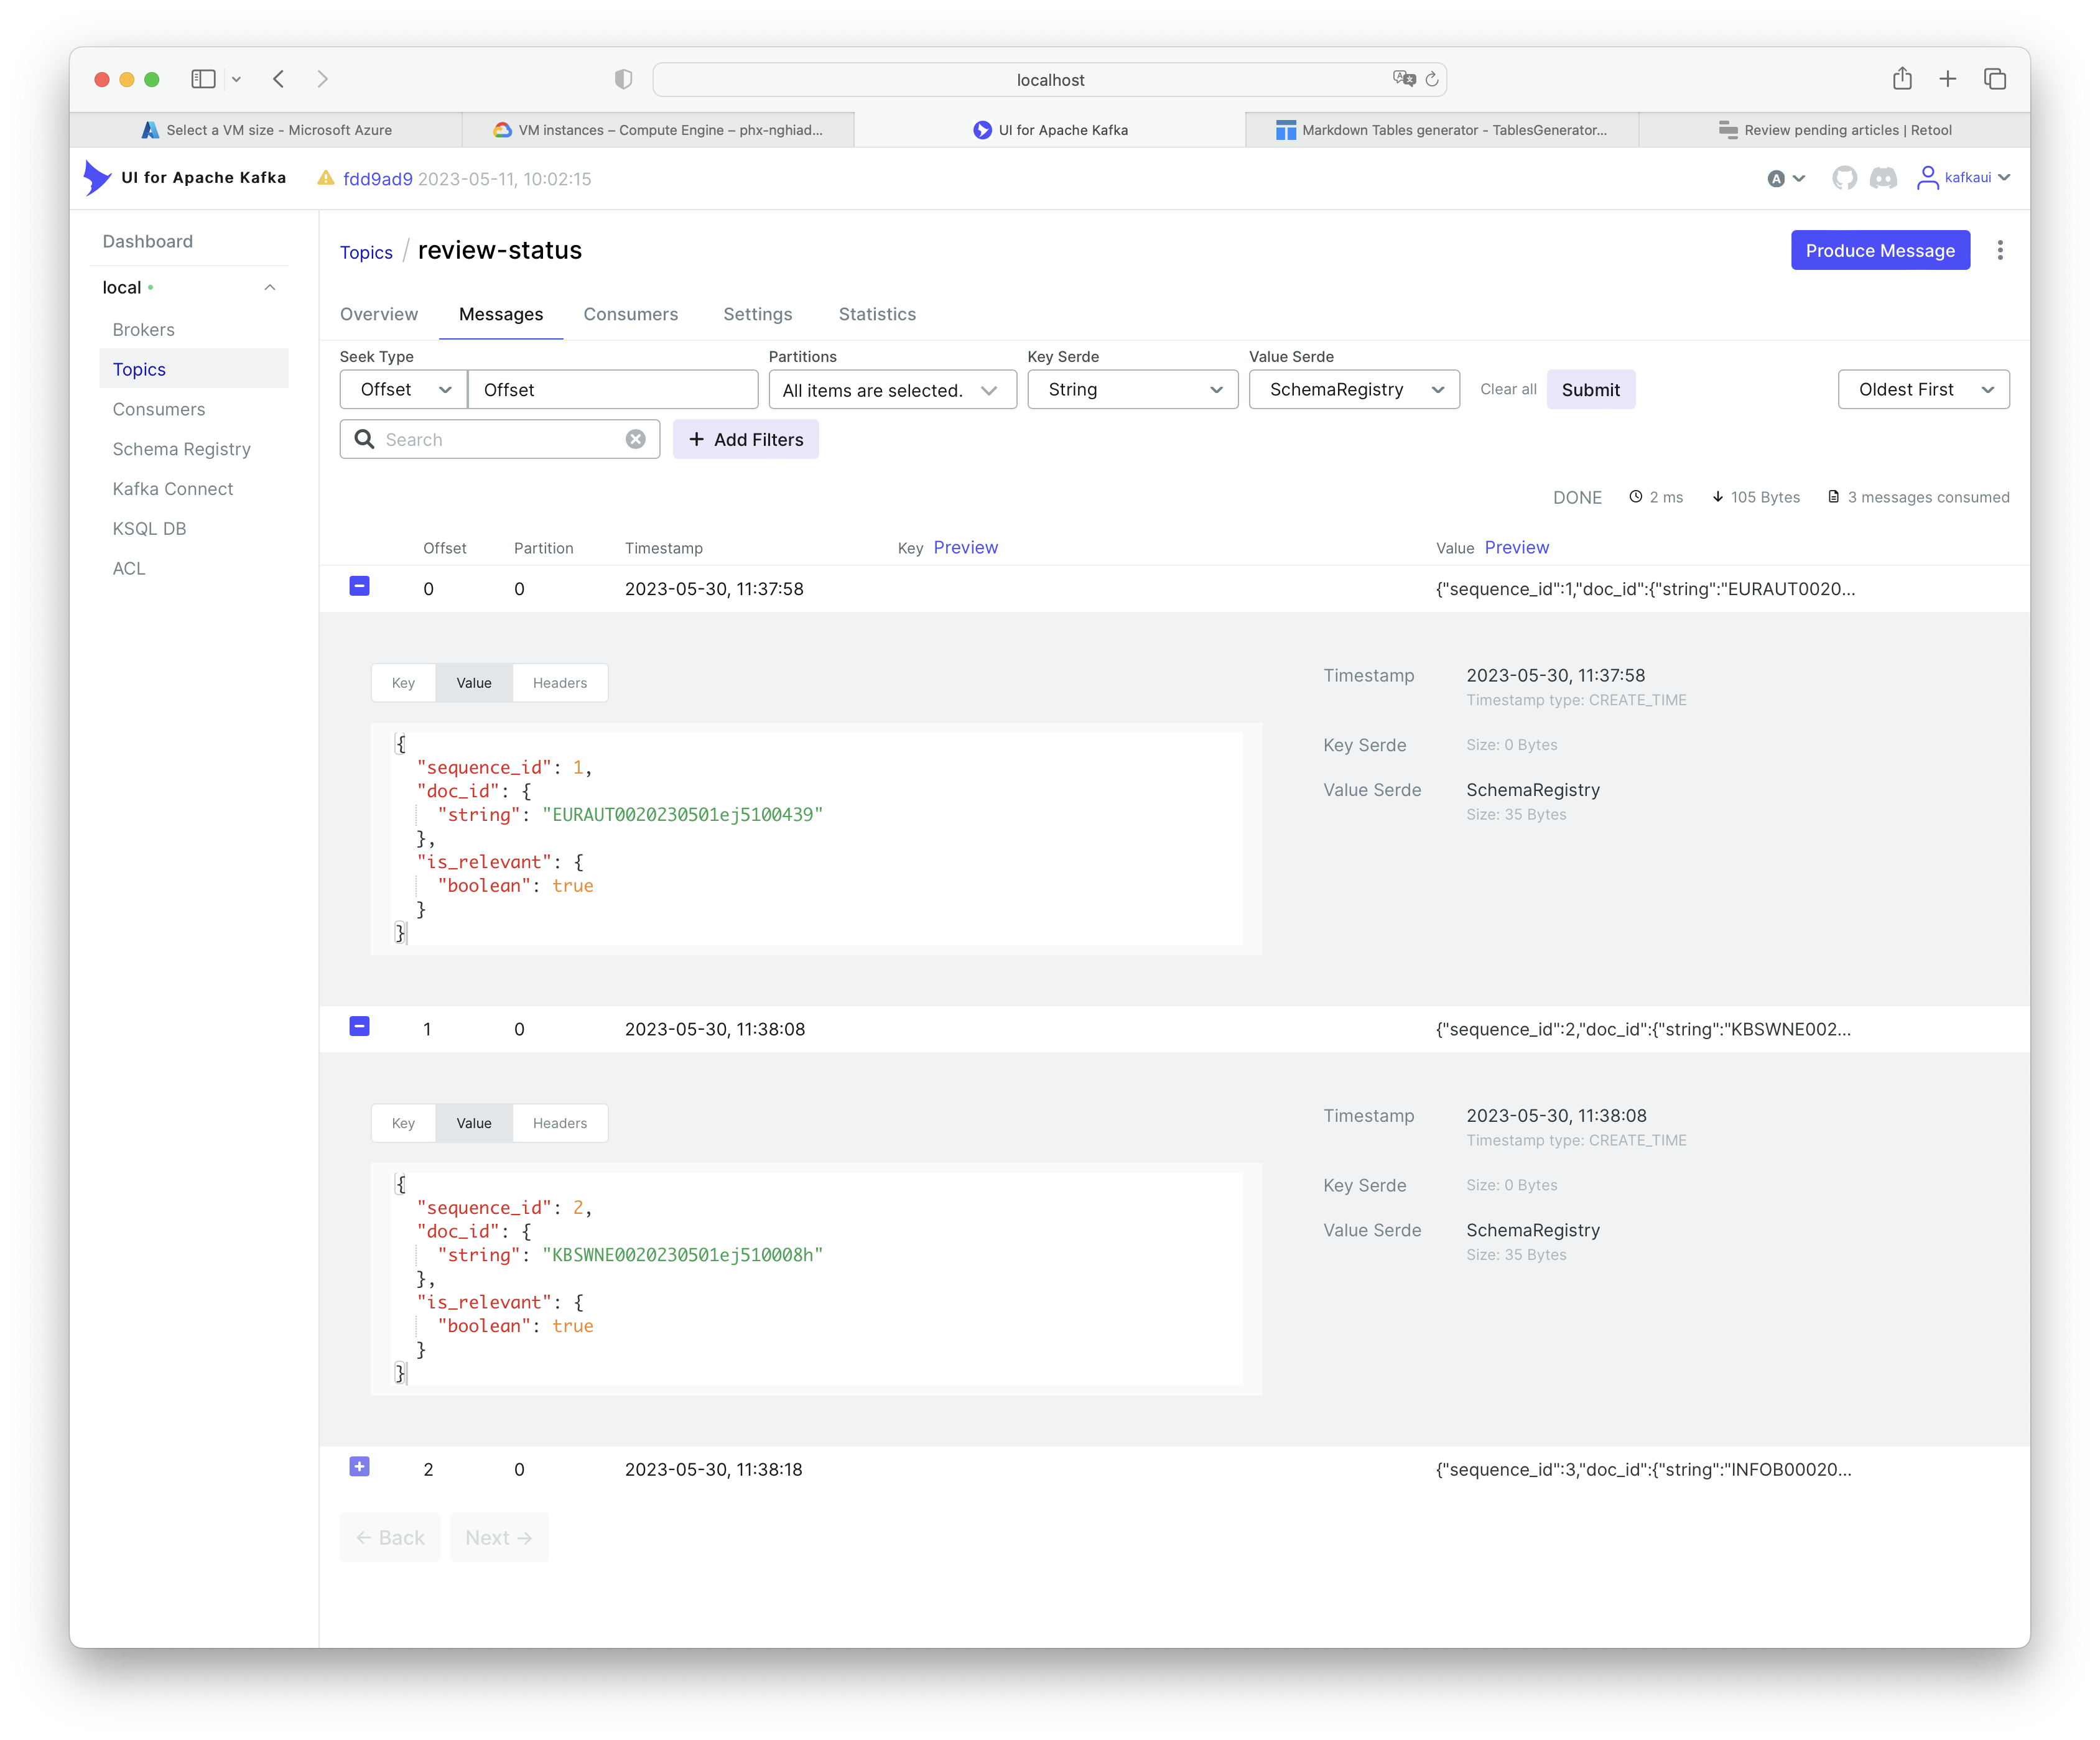 localhost
Select a VM size - Microsoft Azure
VM instances – Compute Engine – phx-nghiad...
UI for Apache Kafka
Markdown Tables generator - TablesGenerator...
Review pending articles | Retool
UI for Apache Kafka
fdd9ad9 2023-05-11, 10:02:15
A
kafkaui
Dashboard
local
Brokers
Topics
Consumers
Schema Registry
Kafka Connect
KSQL DB
ACL
Topics / review-status
Produce Message
Overview Messages Consumers Settings Statistics
Seek Type Partitions Key Serde Value Serde
Offset Offset All items are selected. String SchemaRegistry Clear all Submit Oldest First
Search + Add Filters
DONE 2 ms 105 Bytes 3 messages consumed
Offset Partition Timestamp Key Preview Value Preview
0 0 2023-05-30, 11:37:58 {"sequence_id":1,"doc_id":{"string":"EURAUT0020...
Key Value Headers
{
"sequence_id": 1,
"doc_id": {
"string": "EURAUT0020230501ej5100439"
},
"is_relevant": {
"boolean": true
}
}
Timestamp 2023-05-30, 11:37:58
Timestamp type: CREATE_TIME
Key Serde Size: 0 Bytes
Value Serde SchemaRegistry
Size: 35 Bytes
1 0 2023-05-30, 11:38:08 {"sequence_id":2,"doc_id":{"string":"KBSWNE002...
Key Value Headers
{
"sequence_id": 2,
"doc_id": {
"string": "KBSWNE0020230501ej510008h"
},
"is_relevant": {
"boolean": true
}
}
Timestamp 2023-05-30, 11:38:08
Timestamp type: CREATE_TIME
Key Serde Size: 0 Bytes
Value Serde SchemaRegistry
Size: 35 Bytes
2 0 2023-05-30, 11:38:18 {"sequence_id":3,"doc_id":{"string":"INFOB00020...
← Back Next →